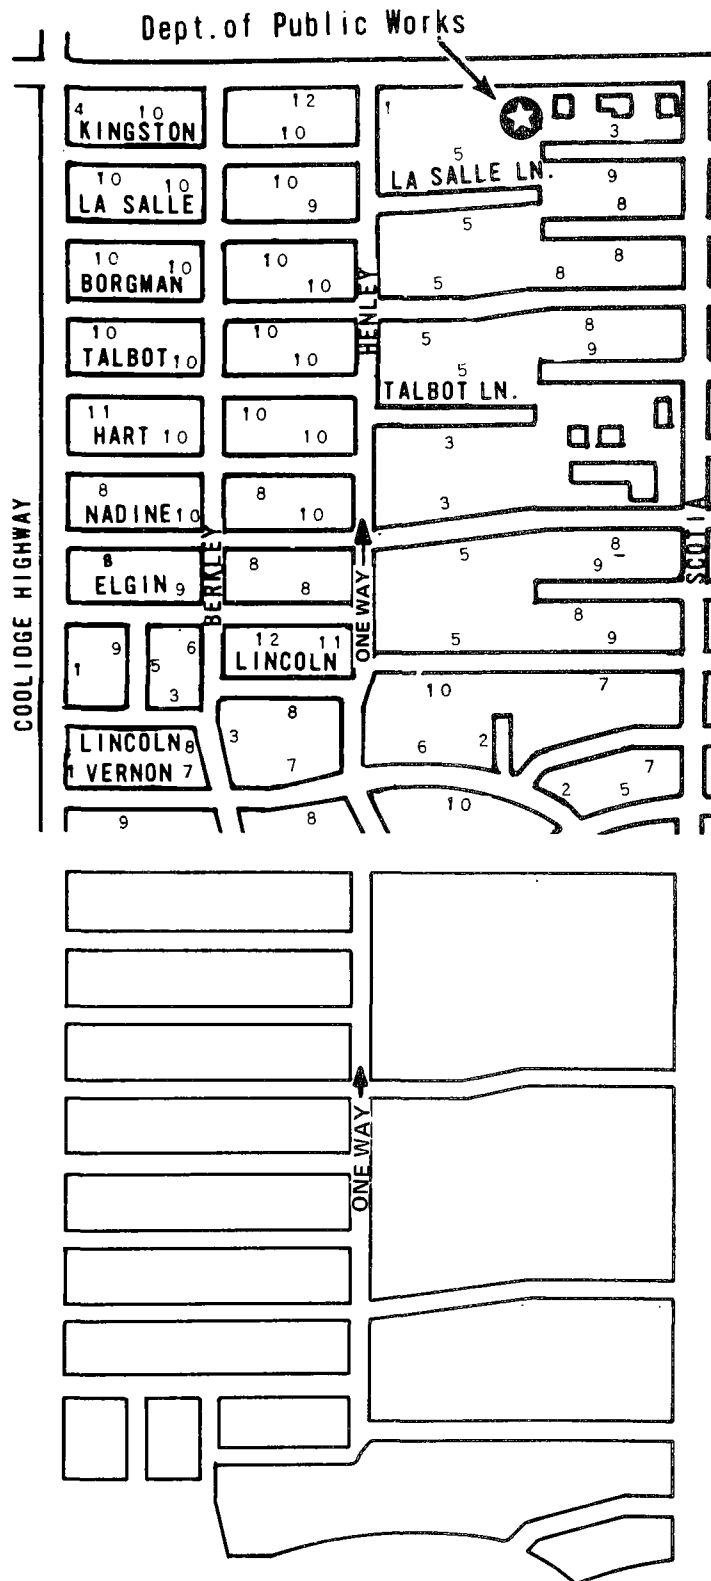 Dept. of Public Works
4 10 12 1
KINGSTON 10 3
10 10 10 5
LA SALLE LN. 9
LA SALLE 9 8
5
10 10 10 8
BORGMAN 10 5 8
HENLEY
10 10 5 8
9
TALBOT 10 10 5
TALBOT LN.
11 10
HART 10 10 3
8 8 3
NADINE 10 10
COOLIDGE HIGHWAY
BERKLEY
SCOTIA
ONE WAY
8 8 5 8
9
ELGIN 9 8
8
9 6 12 11 5 9
1 5 LINCOLN
3
8 10 7
LINCOLN 8 3 6 2
1 VERNON 7 7 7
2 5
9 8 10
ONE WAY